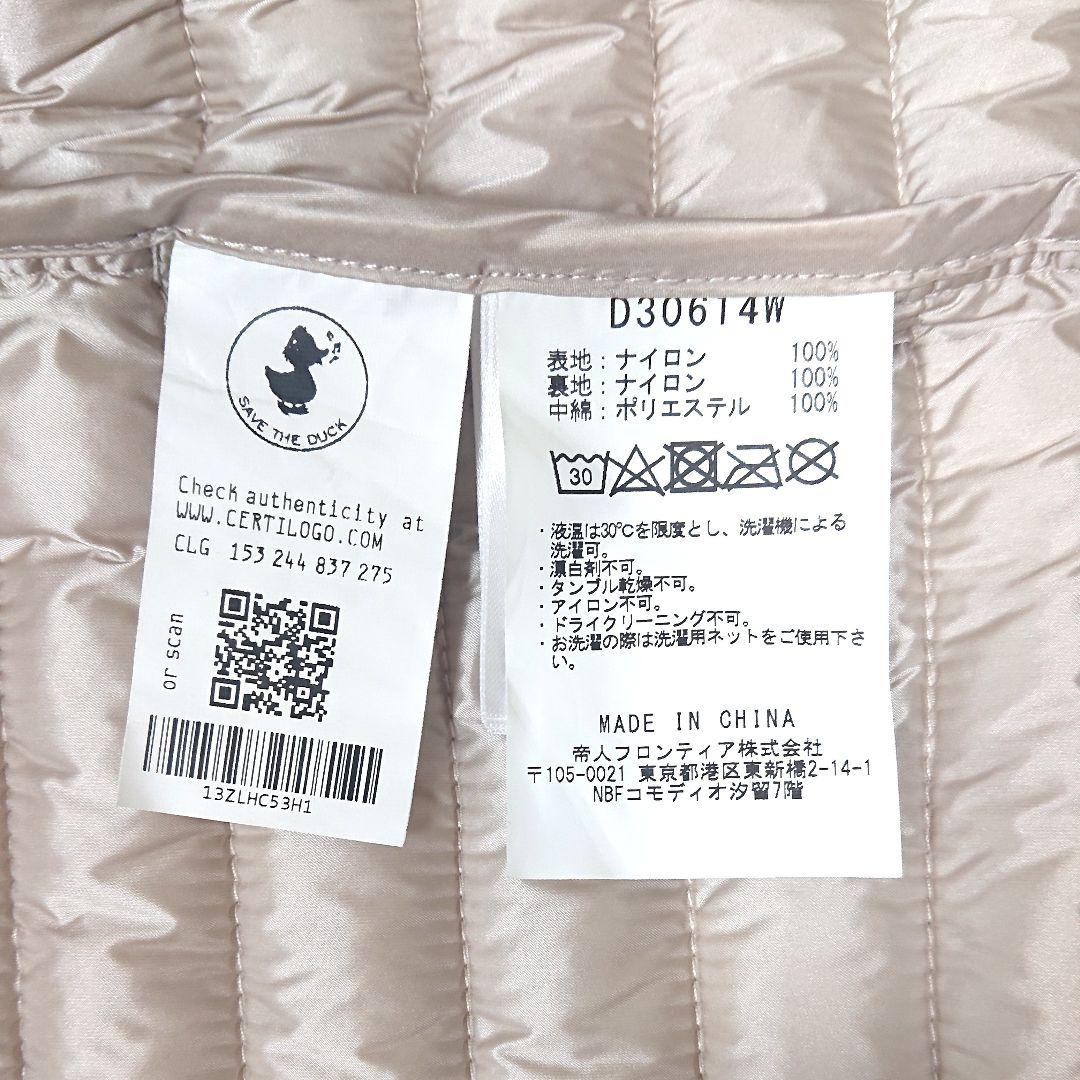 SAVE THE DUCK
Check authenticity at
WWW.CERTILOGO.COM
CLG 153 244 837 275
or scan
13ZLHC53H1
D30614W
表地：ナイロン 100%
裏地：ナイロン 100%
中綿：ポリエステル 100%
30
・液温は30℃を限度とし、洗濯機による
洗濯可。
・漂白剤不可。
・タンブル乾燥不可。
・アイロン不可。
・ドライクリーニング不可。
・お洗濯の際は洗濯用ネットをご使用下さ
い。
MADE IN CHINA
帝人フロンティア株式会社
〒105-0021 東京都港区東新橋2-14-1
NBFコモディオ汐留7階